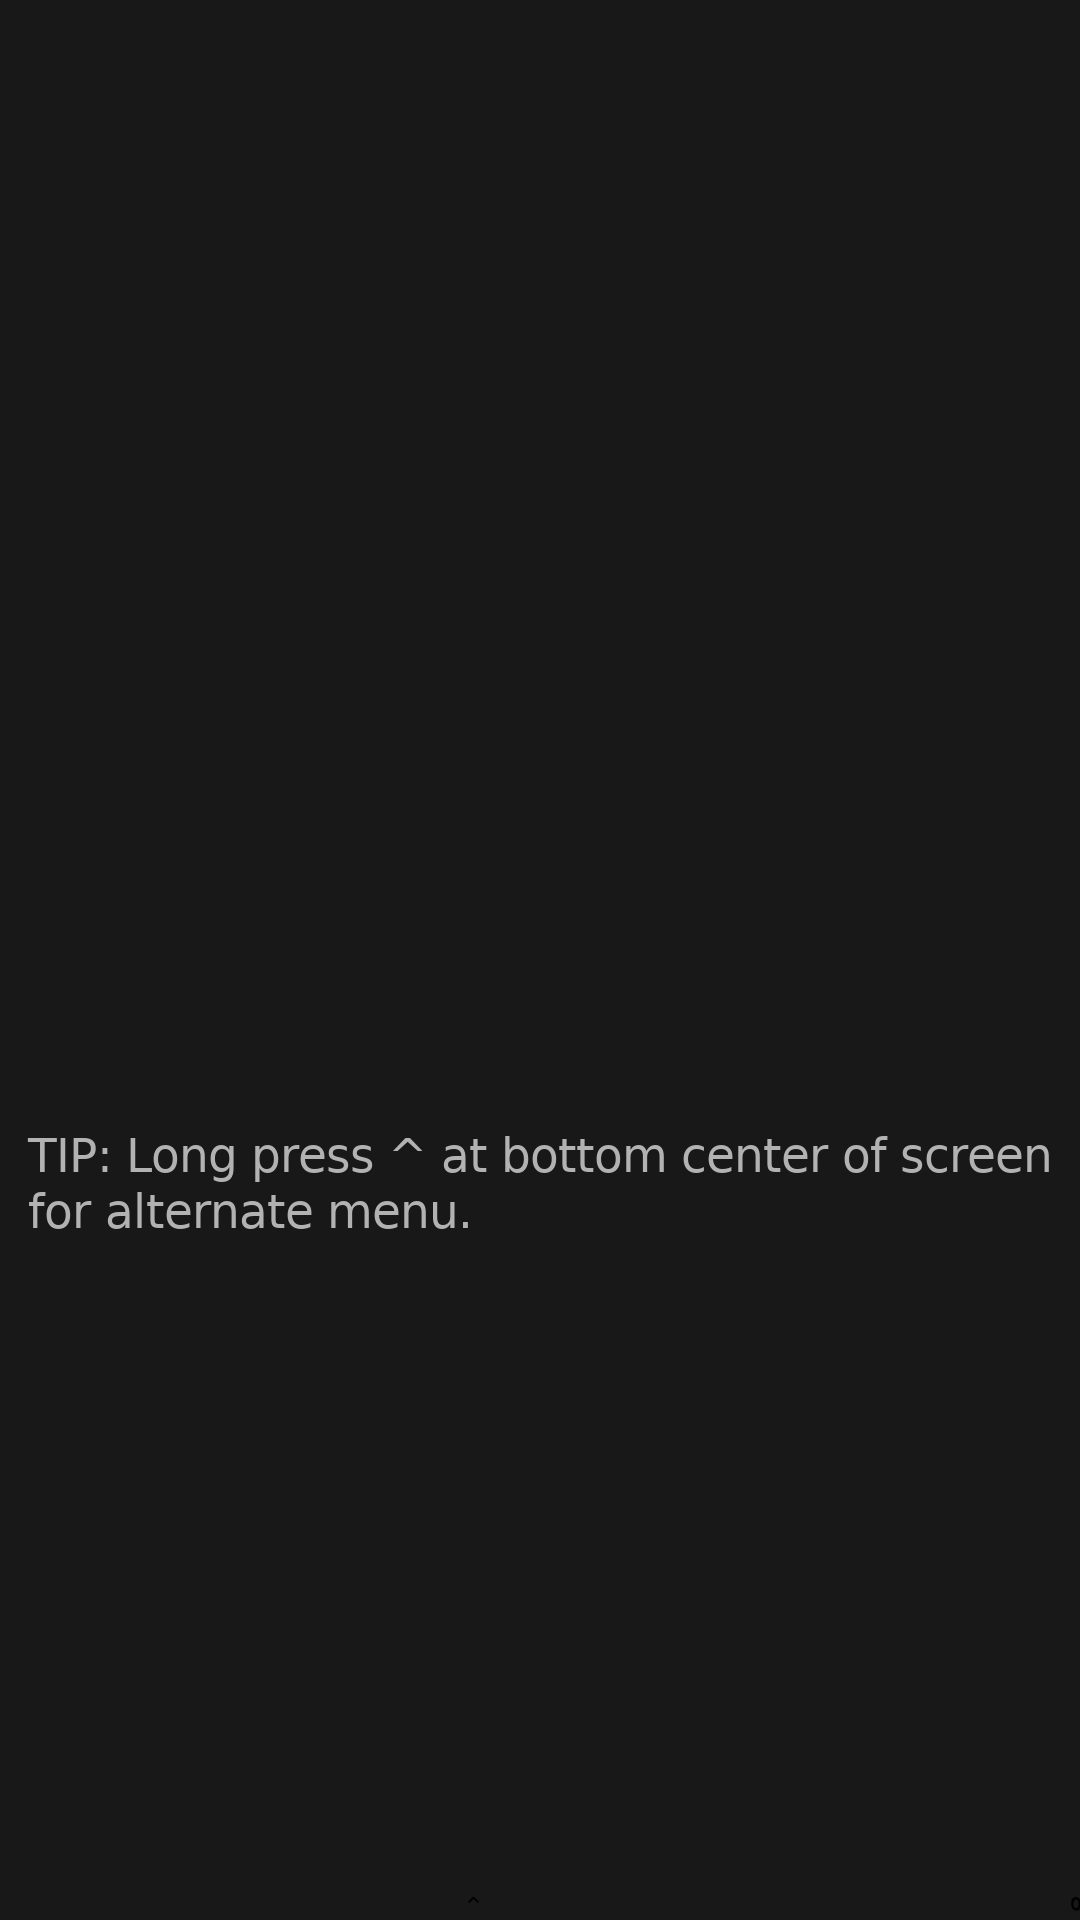 TIP: Long press ^ at bottom center of screen
for alternate menu.
^